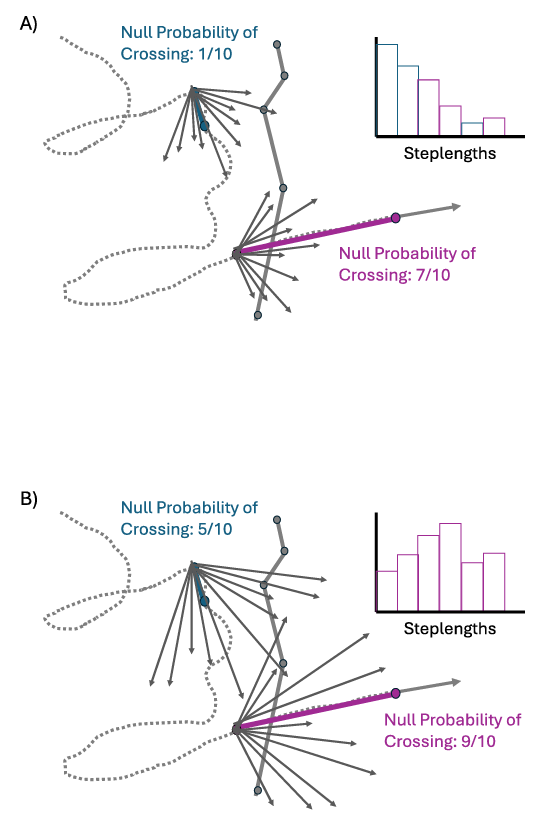 A)
Null Probability of
Crossing: 1/10
Steplengths
Null Probability of
Crossing: 7/10
B)
Null Probability of
Crossing: 5/10
Steplengths
Null Probability of
Crossing: 9/10